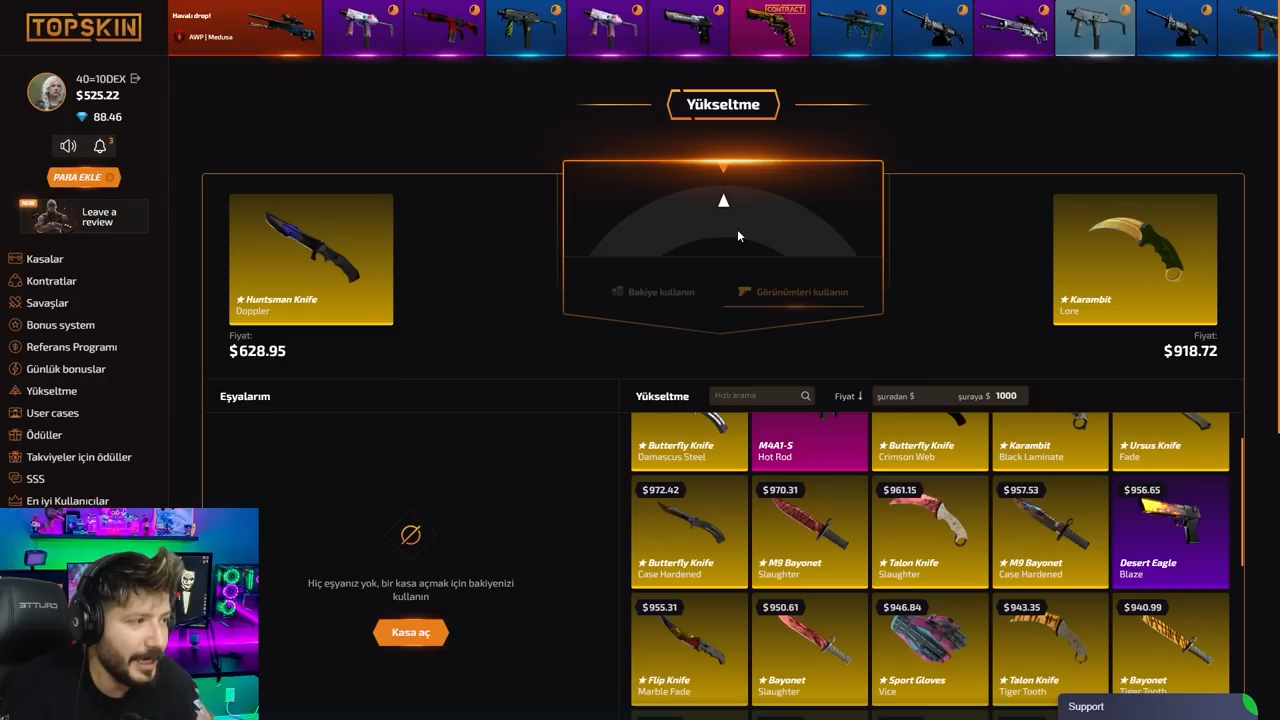 TOPSKIN
Havalı drop!
AWP | Medusa
CONTRACT
40=10DEX
$525.22
88.46
3
PARA EKLE
NEW
Leave a
review
Kasalar
Kontratlar
Savaşlar
Bonus system
Referans Programı
Günlük bonuslar
Yükseltme
User cases
Ödüller
Takviyeler için ödüller
SSS
En iyi Kullanıcılar
Yükseltme
★ Huntsman Knife
Doppler
Fiyat:
$628.95
Bakiye kullanın
Görünümleri kullanın
★ Karambit
Lore
Fiyat:
$918.72
Eşyalarım
Hiç eşyanız yok, bir kasa açmak için bakiyenizi
kullanın
Kasa aç
Yükseltme
Hızlı arama
Fiyat ↓
şuradan $
şuraya $ 1000
★ Butterfly Knife
Damascus Steel
M4A1-S
Hot Rod
★ Butterfly Knife
Crimson Web
★ Karambit
Black Laminate
★ Ursus Knife
Fade
$972.42
★ Butterfly Knife
Case Hardened
$970.31
★ M9 Bayonet
Slaughter
$961.15
★ Talon Knife
Slaughter
$957.53
★ M9 Bayonet
Case Hardened
$956.65
Desert Eagle
Blaze
$955.31
★ Flip Knife
Marble Fade
$950.61
★ Bayonet
Slaughter
$946.84
★ Sport Gloves
Vice
$943.35
★ Talon Knife
Tiger Tooth
$940.99
★ Bayonet
Tiger Tooth
Support